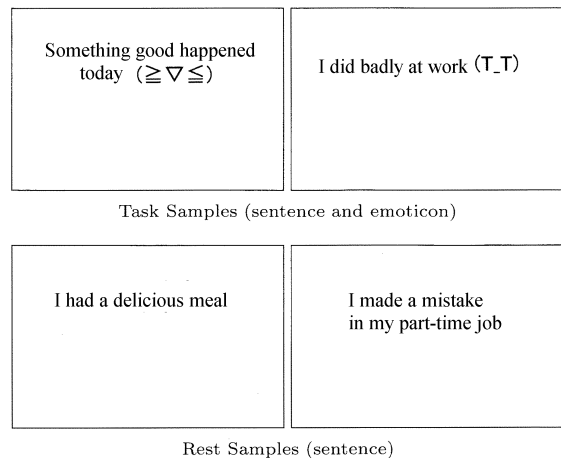 Something good happened
today (≧▽≦)
I did badly at work (T_T)
Task Samples (sentence and emoticon)
I had a delicious meal
I made a mistake
in my part-time job
Rest Samples (sentence)